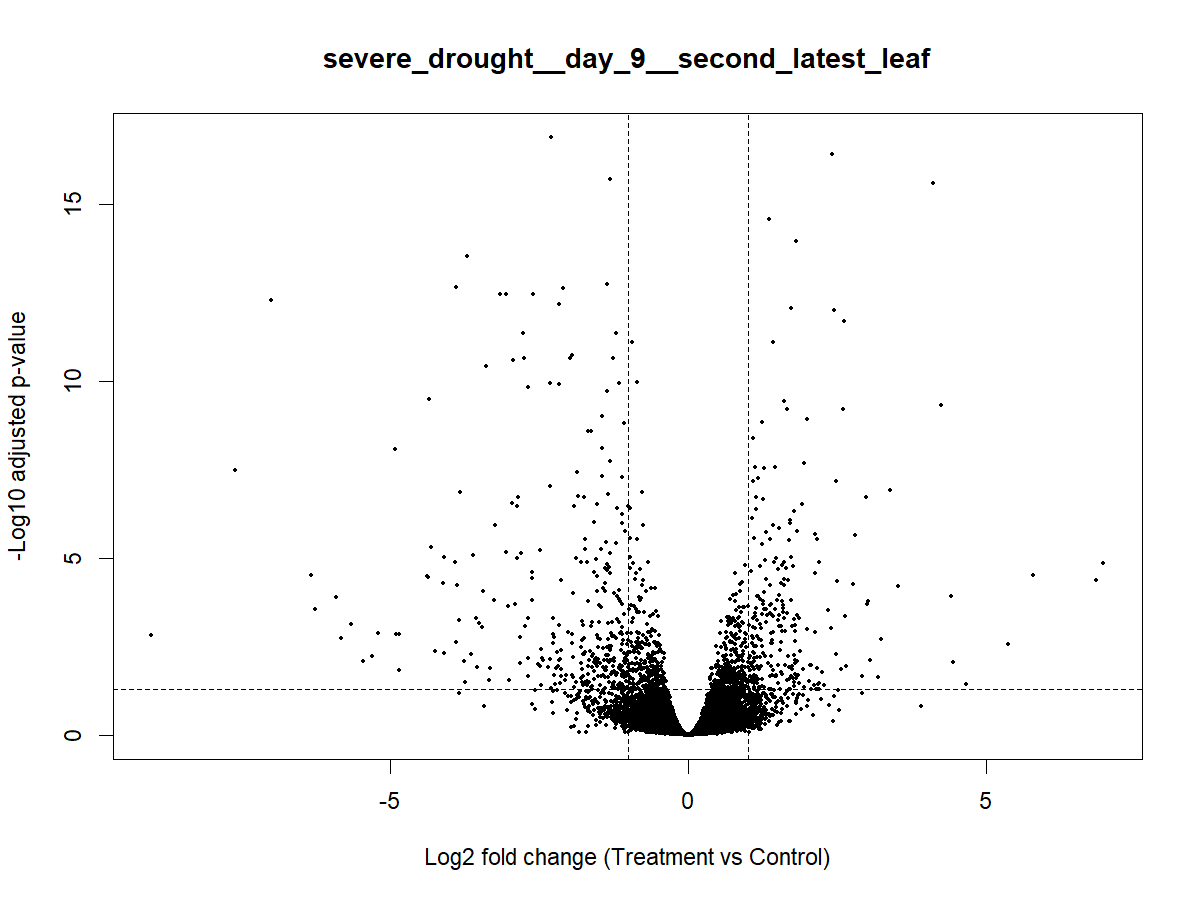 severe_drought__day_9__second_latest_leaf
-Log10 adjusted p-value
15
10
5
0
-5
0
5
Log2 fold change (Treatment vs Control)